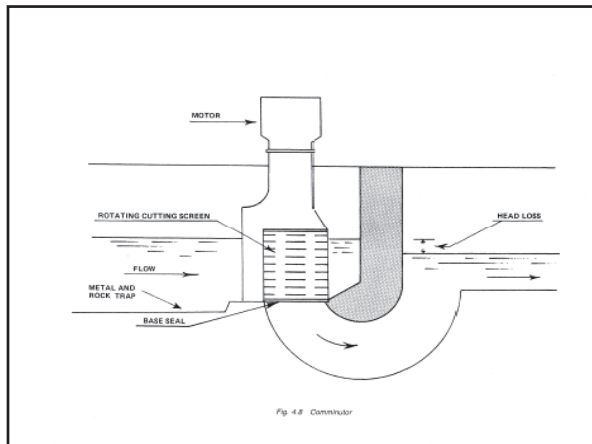 MOTOR
ROTATING CUTTING SCREEN
HEAD LOSS
FLOW
METAL AND
ROCK TRAP
BASE SEAL
Fig. 4.8 Comminutor